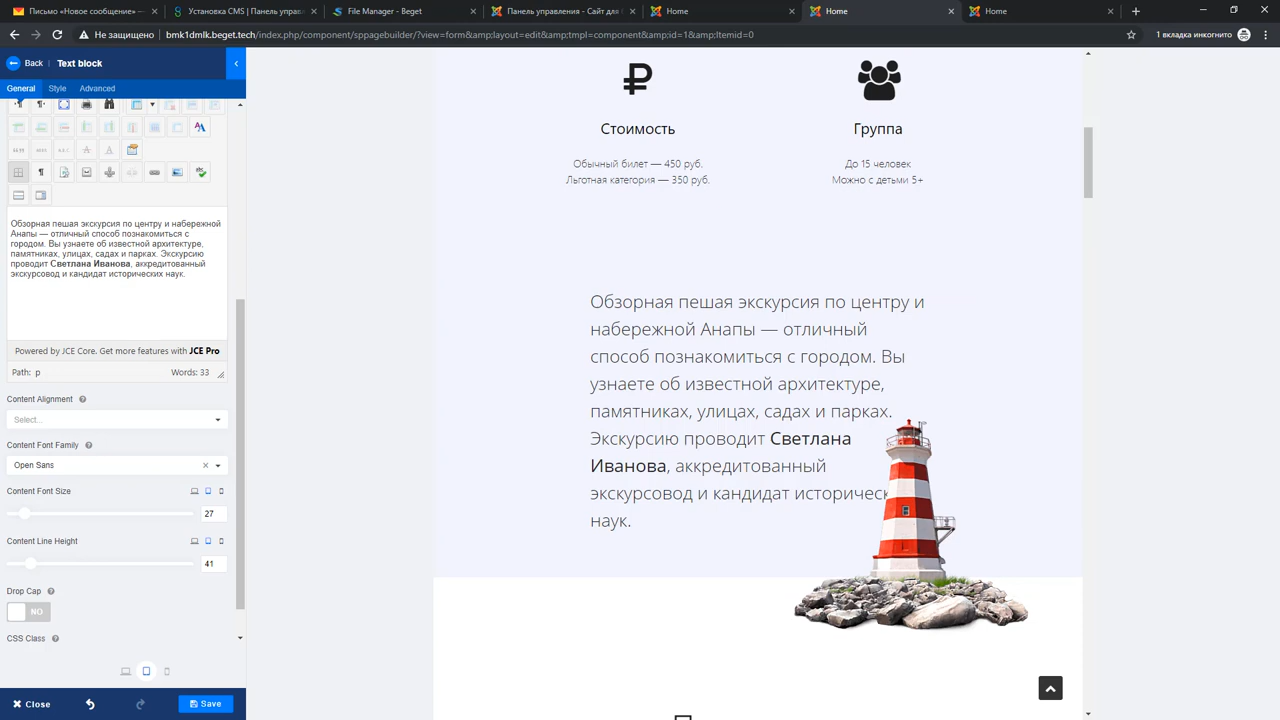 Письмо «Новое сообщение» —
Установка CMS | Панель управ
File Manager - Beget
Панель управления - Сайт для
Home
Home
Home
Не защищено
bmk1dmlk.beget.tech/index.php/component/sppagebuilder/?view=form&amp;layout=edit&amp;tmpl=component&amp;id=1&amp;Itemid=0
1 вкладка инкогнито
Back
Text block
General
Style
Advanced
Обзорная пешая экскурсия по центру и набережной
Анапы — отличный способ познакомиться с
городом. Вы узнаете об известной архитектуре,
памятниках, улицах, садах и парках. Экскурсию
проводит Светлана Иванова, аккредитованный
экскурсовод и кандидат исторических наук.
Powered by JCE Core. Get more features with JCE Pro
Path: p
Words: 33
Content Alignment
Select...
Content Font Family
Open Sans
Content Font Size
27
Content Line Height
41
Drop Cap
NO
CSS Class
Close
Save
Стоимость
Обычный билет — 450 руб.
Льготная категория — 350 руб.
Группа
До 15 человек
Можно с детьми 5+
Обзорная пешая экскурсия по центру и
набережной Анапы — отличный
способ познакомиться с городом. Вы
узнаете об известной архитектуре,
памятниках, улицах, садах и парках.
Экскурсию проводит Светлана
Иванова, аккредитованный
экскурсовод и кандидат историческ
наук.